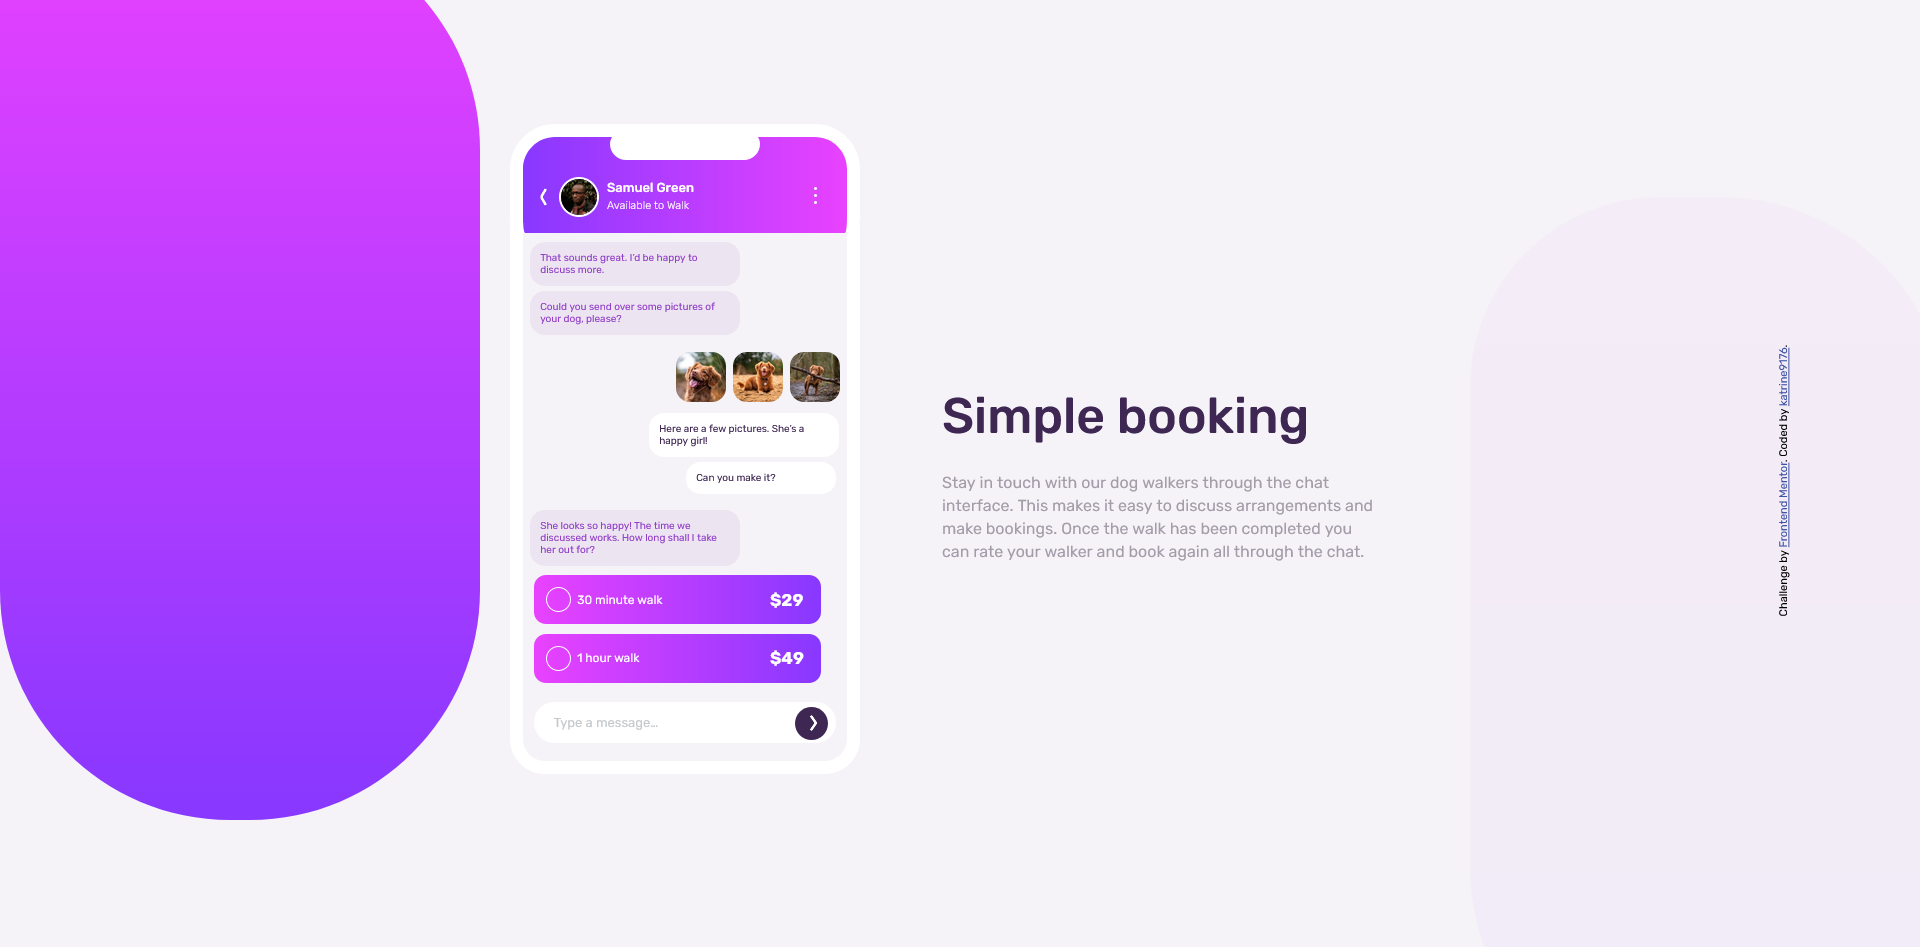 Samuel Green
Available to Walk
That sounds great. I'd be happy to
discuss more.
Could you send over some pictures of
your dog, please?
Here are a few pictures. She's a
happy girl!
Can you make it?
She looks so happy! The time we
discussed works. How long shall I take
her out for?
30 minute walk $29
1 hour walk $49
Type a message...
Simple booking
Stay in touch with our dog walkers through the chat
interface. This makes it easy to discuss arrangements and
make bookings. Once the walk has been completed you
can rate your walker and book again all through the chat.
Challenge by Frontend Mentor. Coded by katrine9176.